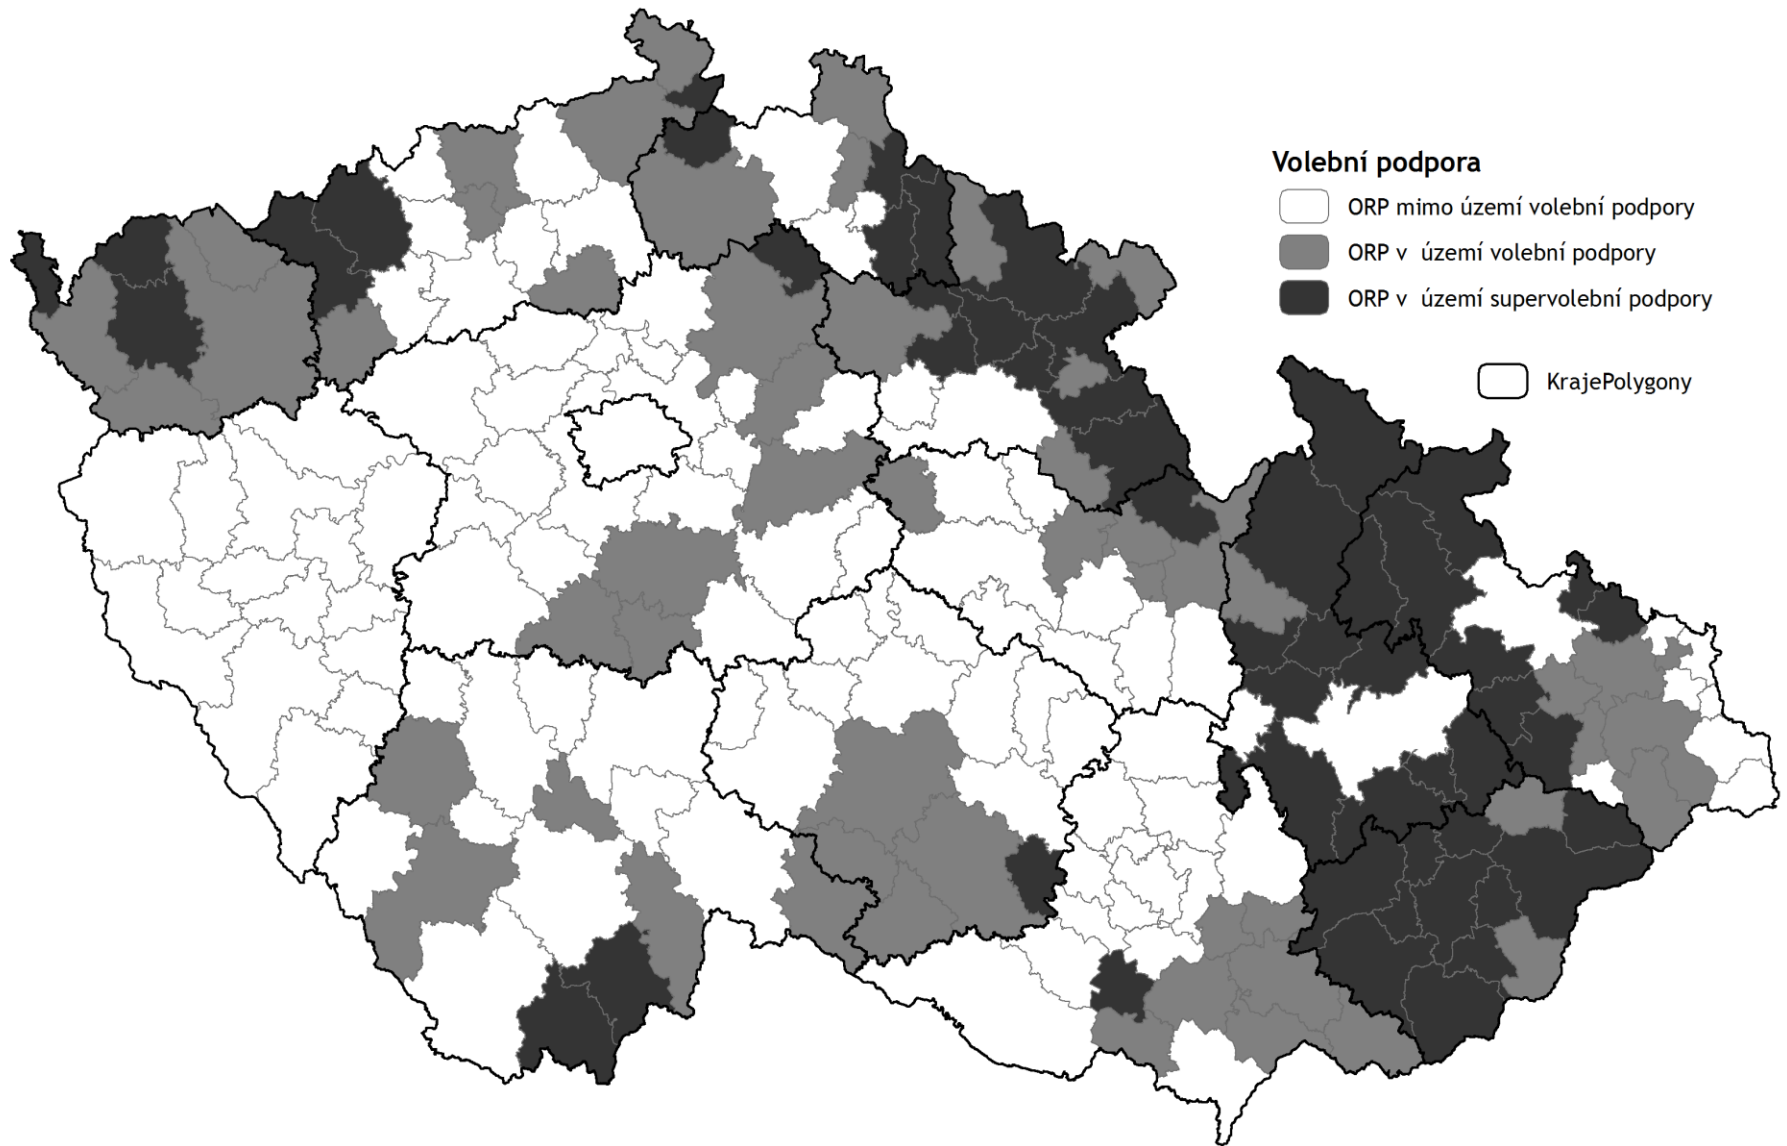 Volební podpora
ORP mimo území volební podpory
ORP v území volební podpory
ORP v území supervolební podpory
KrajePolygony